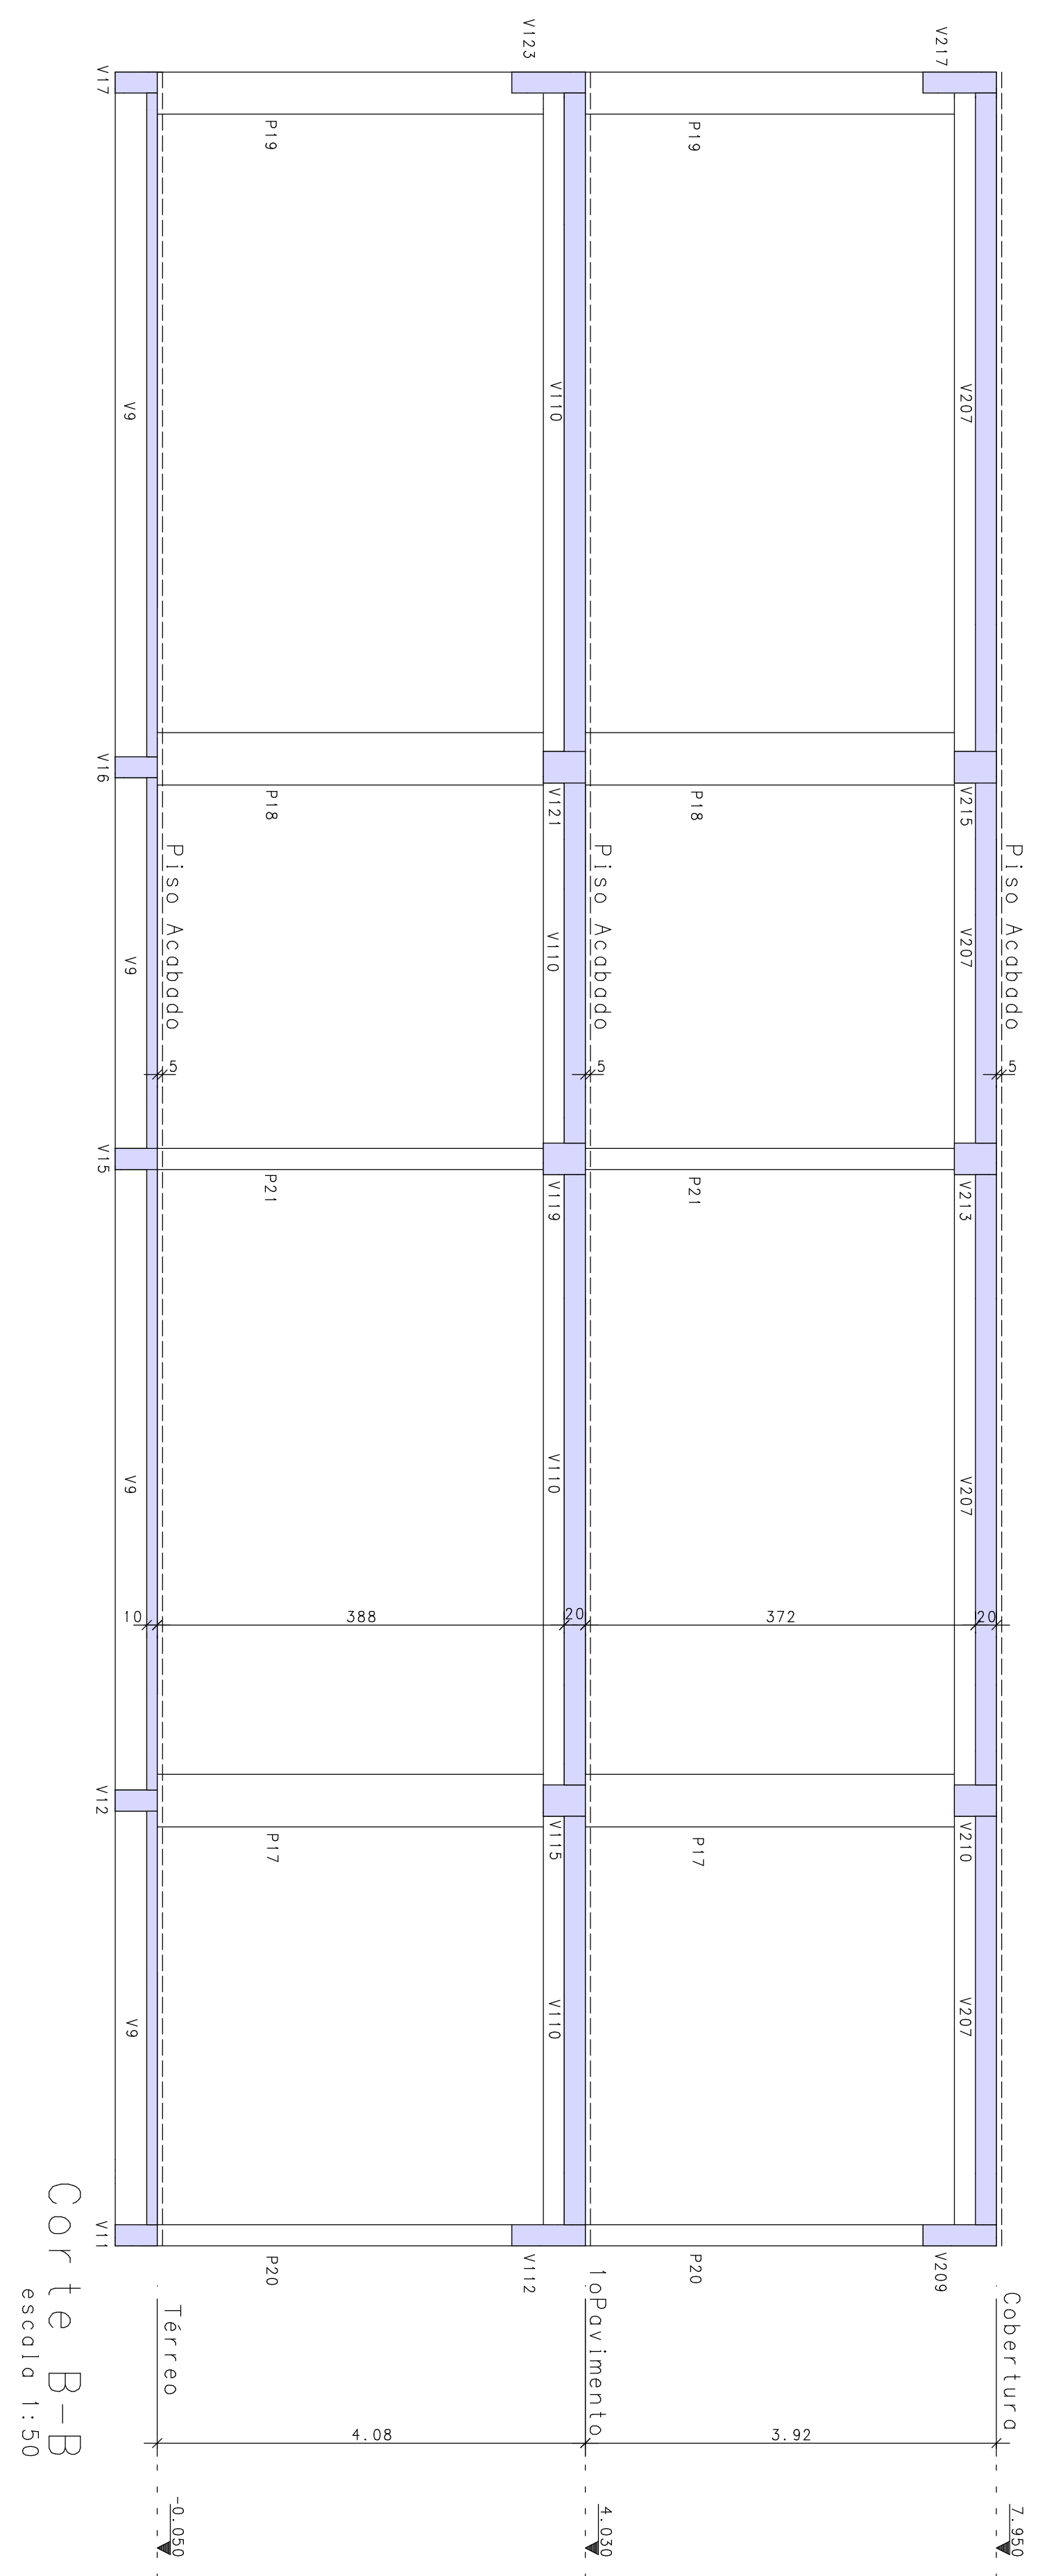 V217
V207
V215
V207
V213
V207
V210
V207
V209
Piso Acabado
5
20
Cobertura
7.950
P19
P18
P21
P17
P20
372
3.92
V123
V110
V121
V110
V119
V110
V115
V110
V112
Piso Acabado
5
20
1oPavimento
4.030
P19
P18
P21
P17
P20
388
4.08
Piso Acabado
5
10
Térreo
-0.050
V17
V9
V16
V9
V15
V9
V12
V9
V11
Corte B-B
escala 1:50